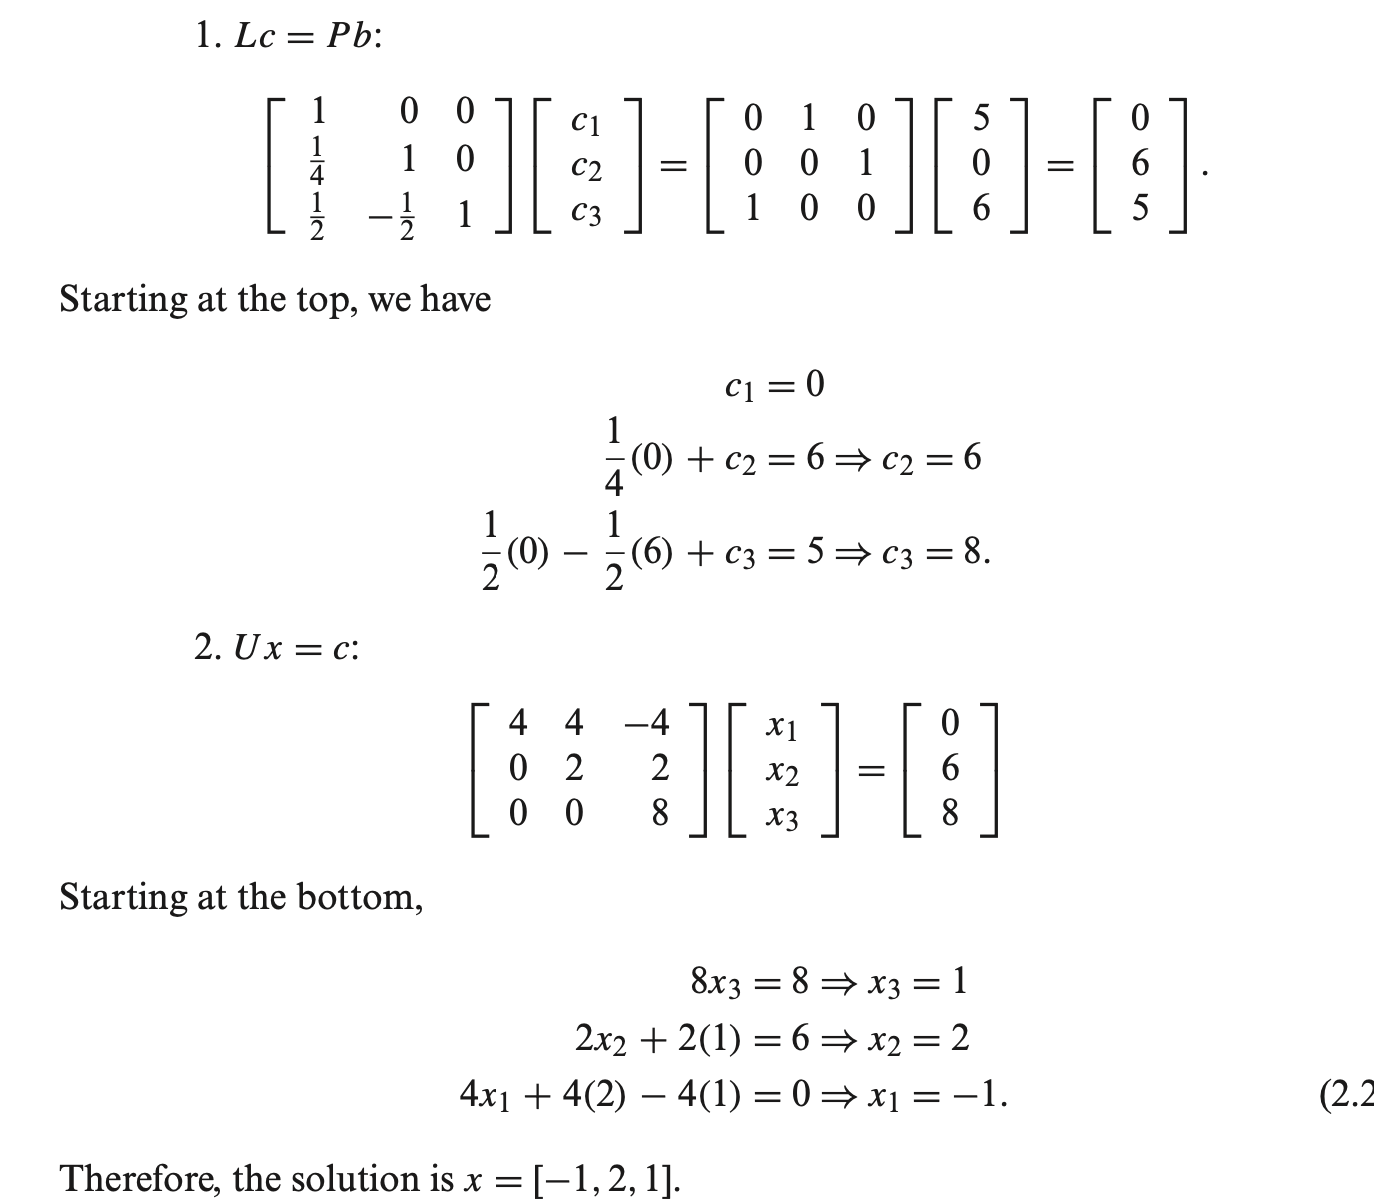 1. Lc = Pb:
[ 1 0 0 ] [ c1 ] = [ 0 1 0 ] [ 5 ] = [ 0 ]
[ 1/4 1 0 ] [ c2 ] = [ 0 0 1 ] [ 0 ] = [ 6 ] .
[ 1/2 −1/2 1 ] [ c3 ] = [ 1 0 0 ] [ 6 ] = [ 5 ]
Starting at the top, we have
c1 = 0
1/4(0) + c2 = 6 ⇒ c2 = 6
1/2(0) − 1/2(6) + c3 = 5 ⇒ c3 = 8.
2. Ux = c:
[ 4 4 −4 ] [ x1 ] = [ 0 ]
[ 0 2 2 ] [ x2 ] = [ 6 ]
[ 0 0 8 ] [ x3 ] = [ 8 ]
Starting at the bottom,
8x3 = 8 ⇒ x3 = 1
2x2 + 2(1) = 6 ⇒ x2 = 2
4x1 + 4(2) − 4(1) = 0 ⇒ x1 = −1. (2.2
Therefore, the solution is x = [−1, 2, 1].